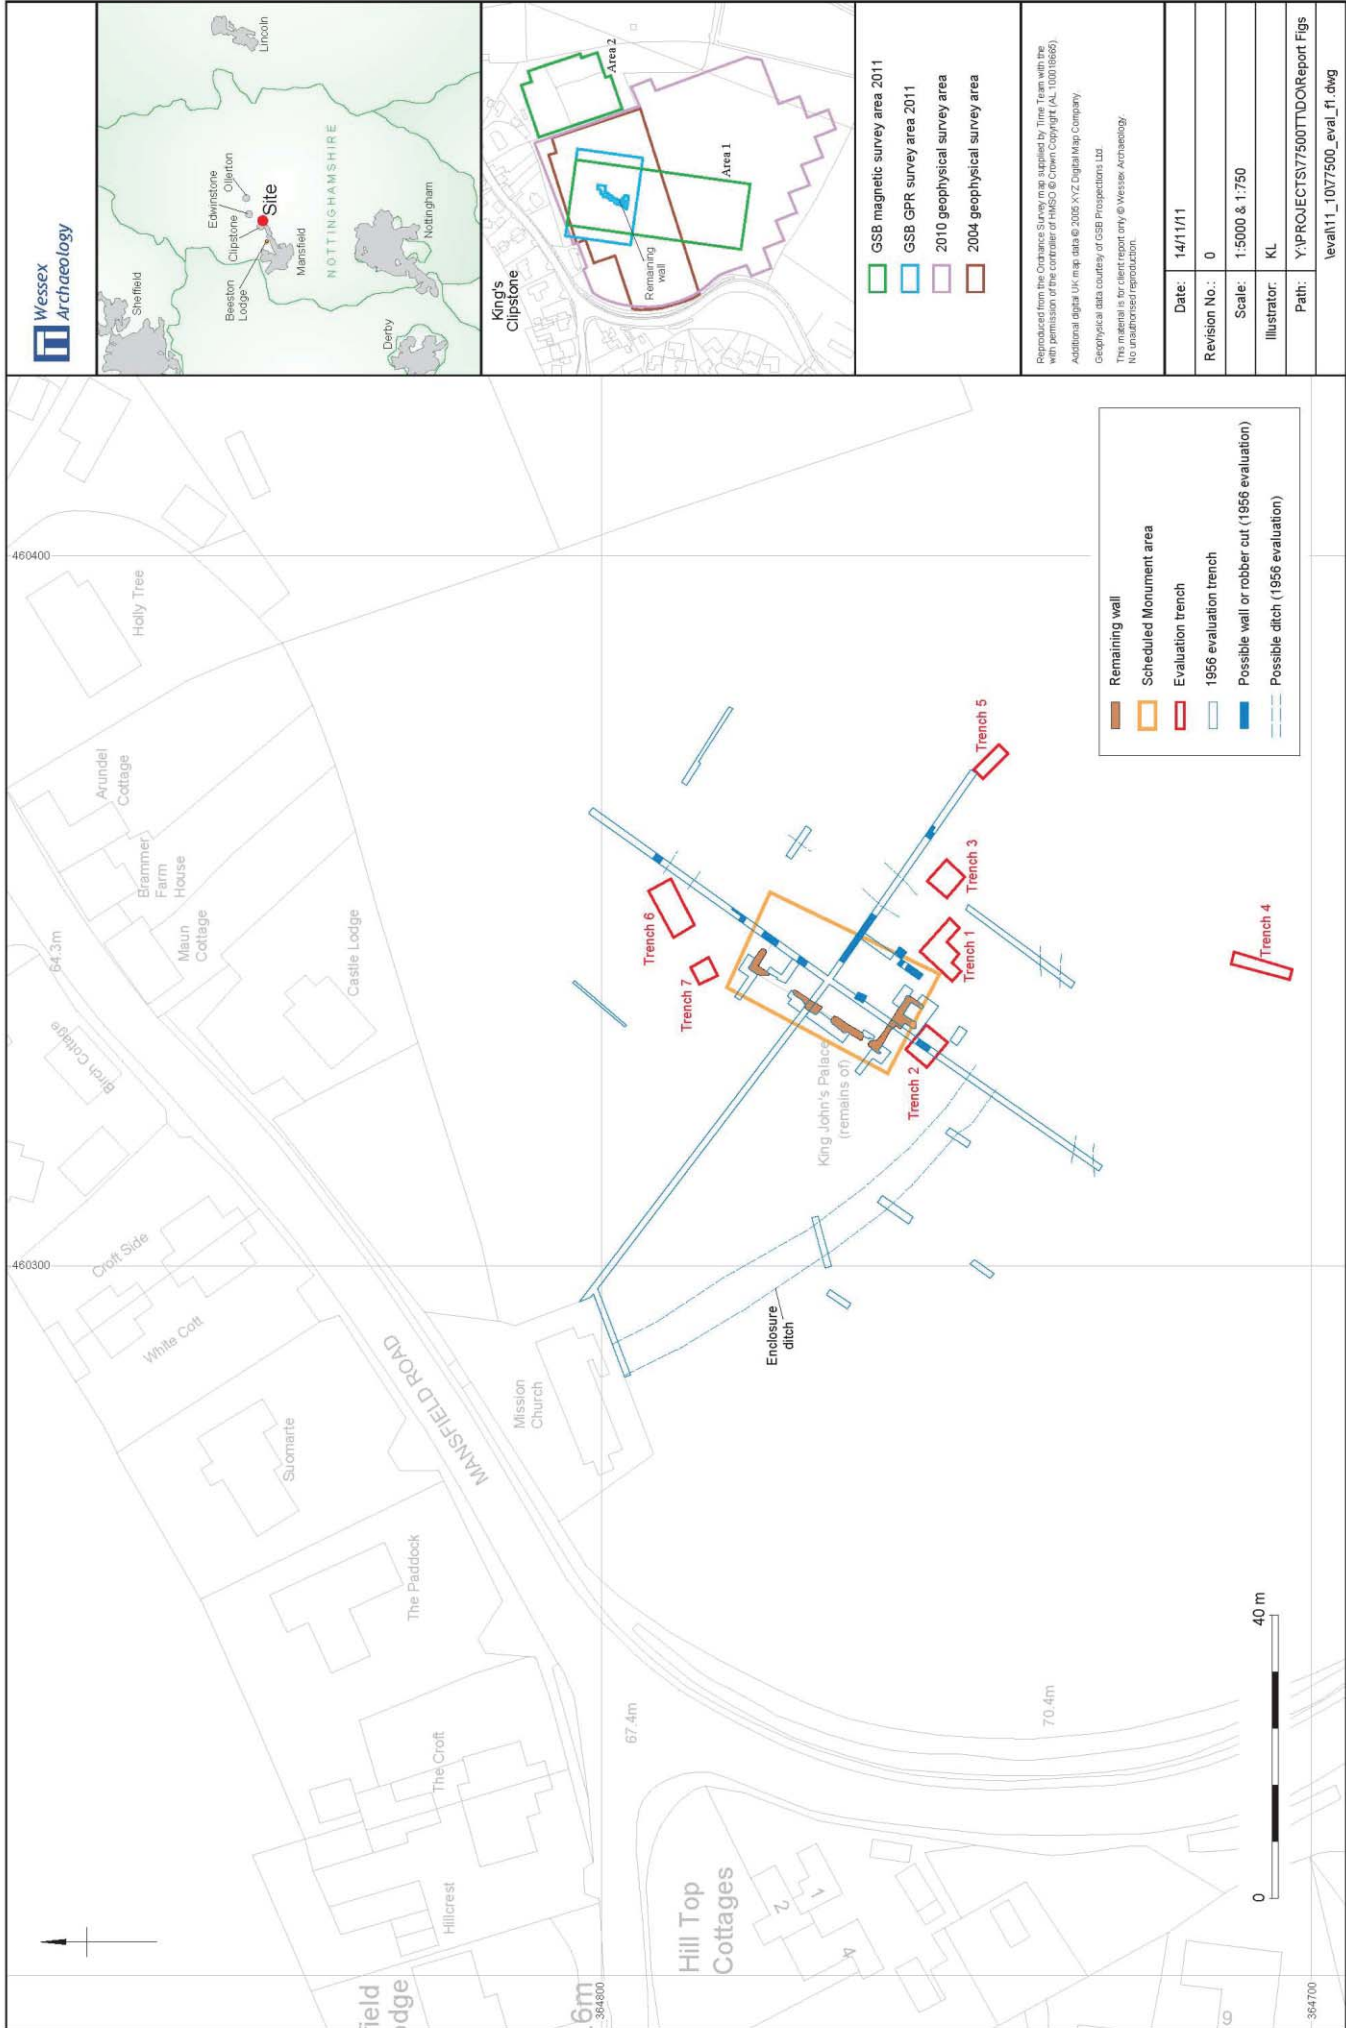 Wessex
Archaeology
Sheffield
Lincoln
Edwinstone
Ollerton
Clipstone
Site
Beeston
Lodge
Mansfield
NOTTINGHAMSHIRE
Derby
Nottingham
King's
Clipstone
Area 2
Remaining
wall
Area 1
GSB magnetic survey area 2011
GSB GPR survey area 2011
2010 geophysical survey area
2004 geophysical survey area
Reproduced from the Ordnance Survey map supplied by Time Team with the
with permission of the controller of HMSO © Crown Copyright (AL 100018665).
Additional digital UK map data © 2005 XYZ Digital Map Company.
Geophysical data courtesy of GSB Prospections Ltd.
This material is for client report only © Wessex Archaeology.
No unauthorised reproduction.
Date: 14/11/11
Revision No.: 0
Scale: 1:5000 & 1:750
Illustrator: KL
Path: Y:\PROJECTS\77500TT\DO\Report Figs
\eval\11_10\77500_eval_f1.dwg
460400
460300
364800
364700
Holly Tree
Arundel
Cottage
Brammer
Farm
House
Maun
Cottage
64.3m
Castle Lodge
Birch Cottage
Croft Side
White Cott
Suomarte
MANSFIELD ROAD
Mission
Church
The Paddock
The Croft
Hillcrest
67.4m
70.4m
Hill Top
Cottages
1
2
4
9
ield
odge
.6m
Trench 6
Trench 7
Trench 5
Trench 3
Trench 1
Trench 4
Trench 2
King John's Palace
(remains of)
Enclosure
ditch
Remaining wall
Scheduled Monument area
Evaluation trench
1956 evaluation trench
Possible wall or robber cut (1956 evaluation)
Possible ditch (1956 evaluation)
0
40 m